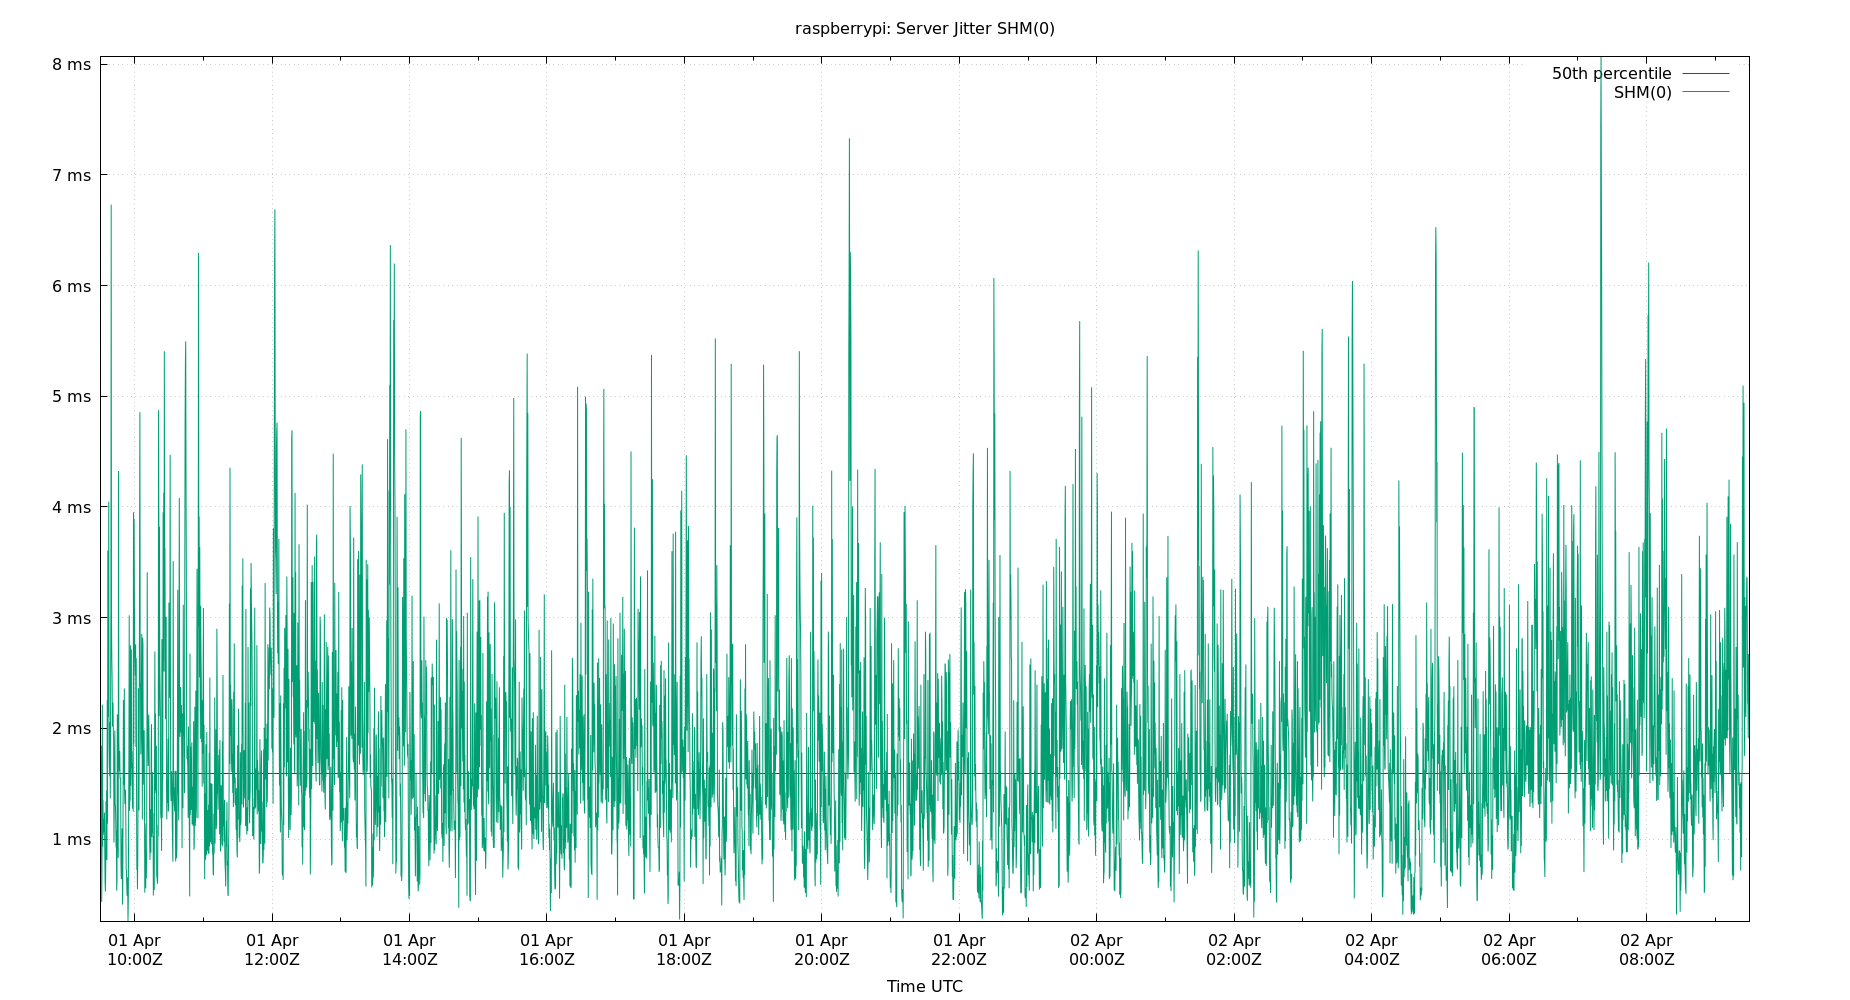 raspberrypi: Server Jitter SHM(0)
8 ms
7 ms
6 ms
5 ms
4 ms
3 ms
2 ms
1 ms
50th percentile
SHM(0)
01 Apr 01 Apr 01 Apr 01 Apr 01 Apr 01 Apr 01 Apr 02 Apr 02 Apr 02 Apr 02 Apr 02 Apr
10:00Z 12:00Z 14:00Z 16:00Z 18:00Z 20:00Z 22:00Z 00:00Z 02:00Z 04:00Z 06:00Z 08:00Z
Time UTC